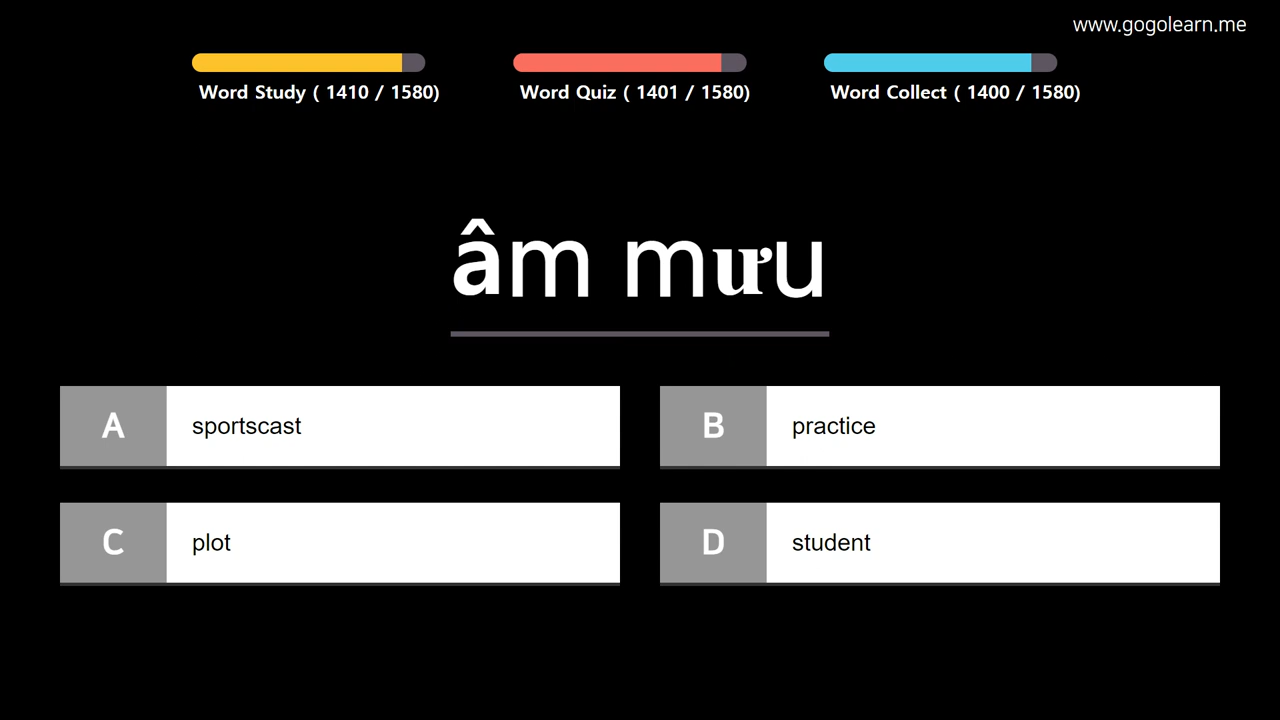 www.gogolearn.me
Word Study ( 1410 / 1580)
Word Quiz ( 1401 / 1580)
Word Collect ( 1400 / 1580)
âm mưu
A sportscast
B practice
C plot
D student